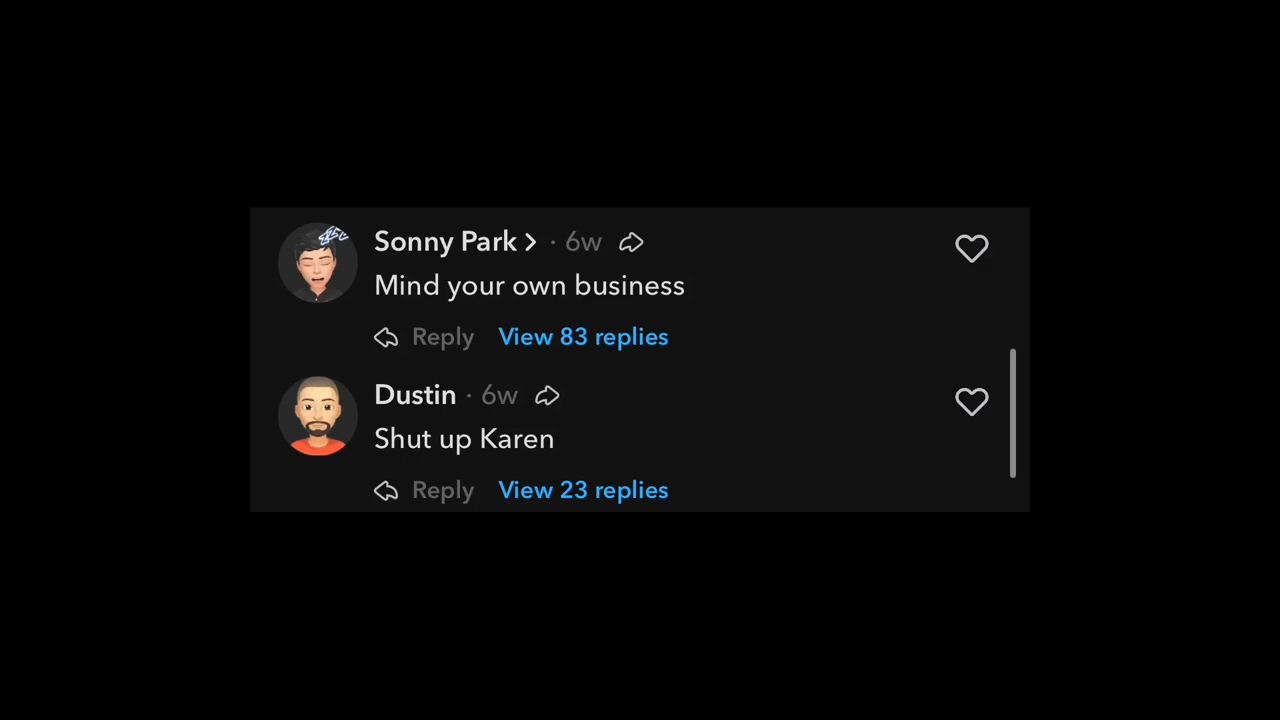 Sonny Park > · 6w
Mind your own business
Reply View 83 replies
Dustin · 6w
Shut up Karen
Reply View 23 replies